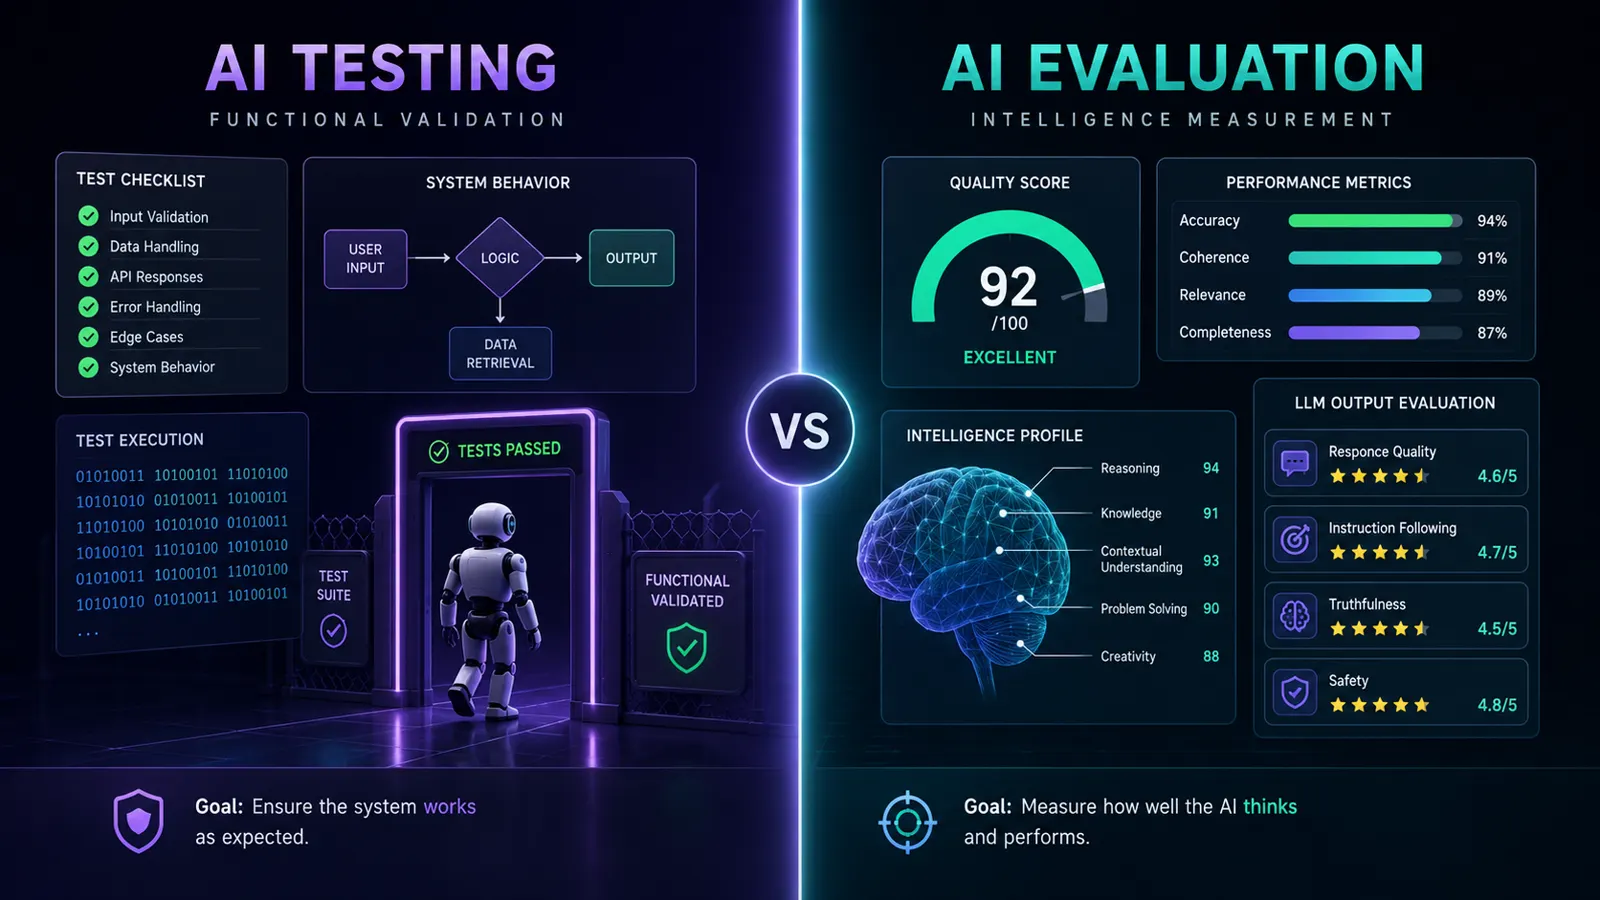 AI TESTING
FUNCTIONAL VALIDATION
TEST CHECKLIST
Input Validation
Data Handling
API Responses
Error Handling
Edge Cases
System Behavior
SYSTEM BEHAVIOR
USER
INPUT
LOGIC
OUTPUT
DATA
RETRIEVAL
TEST EXECUTION
01010011 10100101 11010100
10101010 01010011 10100101
11010100 10101010 01010011
10100101 11010100 10101010
01010011 10100101 11010100
10101010 01010011 10100101
...
TESTS PASSED
TEST
SUITE
FUNCTIONAL
VALIDATED
Goal: Ensure the system works
as expected.
VS
AI EVALUATION
INTELLIGENCE MEASUREMENT
QUALITY SCORE
92
/100
EXCELLENT
PERFORMANCE METRICS
Accuracy 94%
Coherence 91%
Relevance 89%
Completeness 87%
INTELLIGENCE PROFILE
Reasoning 94
Knowledge 91
Contextual
Understanding 93
Problem Solving 90
Creativity 88
LLM OUTPUT EVALUATION
Responce Quality
4.6/5
Instruction Following
4.7/5
Truthfulness
4.5/5
Safety
4.8/5
Goal: Measure how well the AI thinks
and performs.